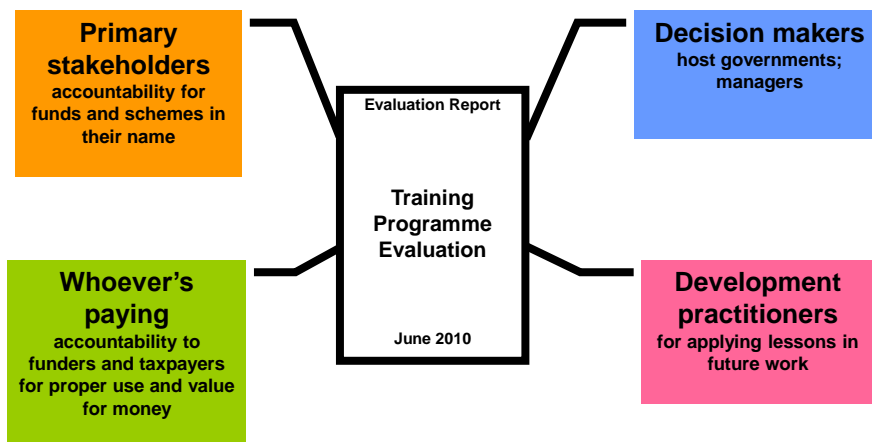 Primary
stakeholders
accountability for
funds and schemes in
their name
Decision makers
host governments;
managers
Evaluation Report
Training
Programme
Evaluation
June 2010
Whoever's
paying
accountability to
funders and taxpayers
for proper use and value
for money
Development
practitioners
for applying lessons in
future work